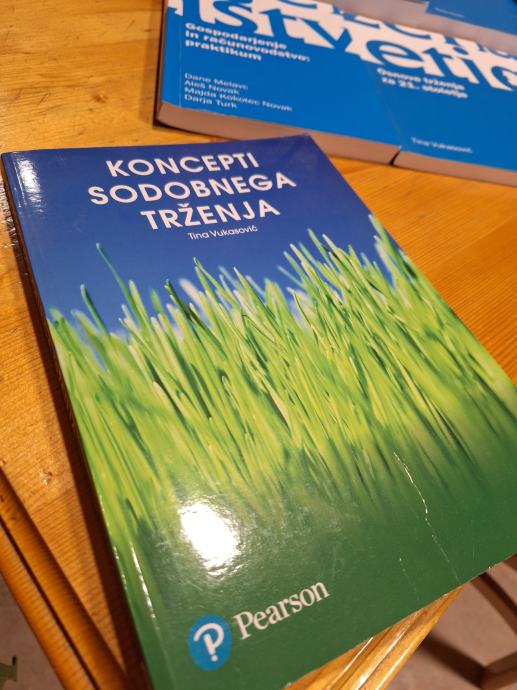 Gospodarjenje
in računovodstvo:
praktikum
Dane Melavc
Aleš Novak
Majda Kokotec Novak
Darja Turk
Osnove trženja
za 21. stoletje
Tina Vukasović
KONCEPTI
SODOBNEGA
TRŽENJA
Tina Vukasović
Pearson